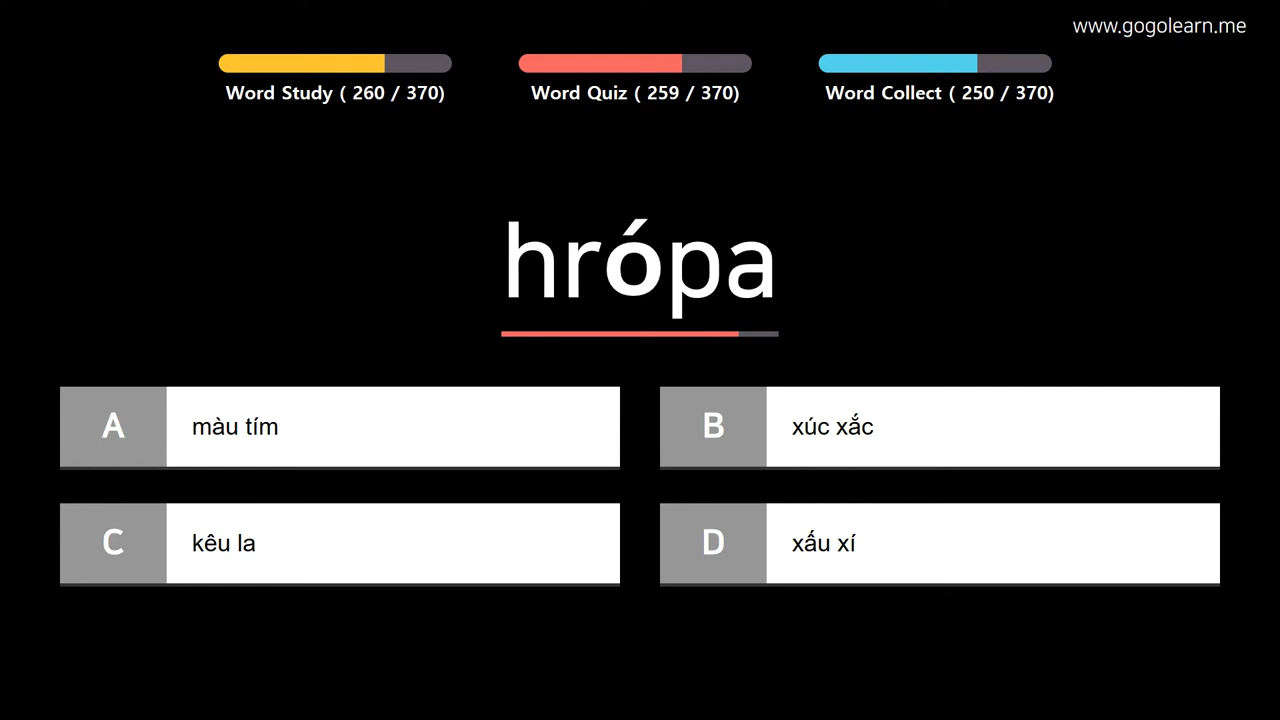 www.gogolearn.me
Word Study ( 260 / 370)
Word Quiz ( 259 / 370)
Word Collect ( 250 / 370)
hrópa
A
màu tím
B
xúc xắc
C
kêu la
D
xấu xí